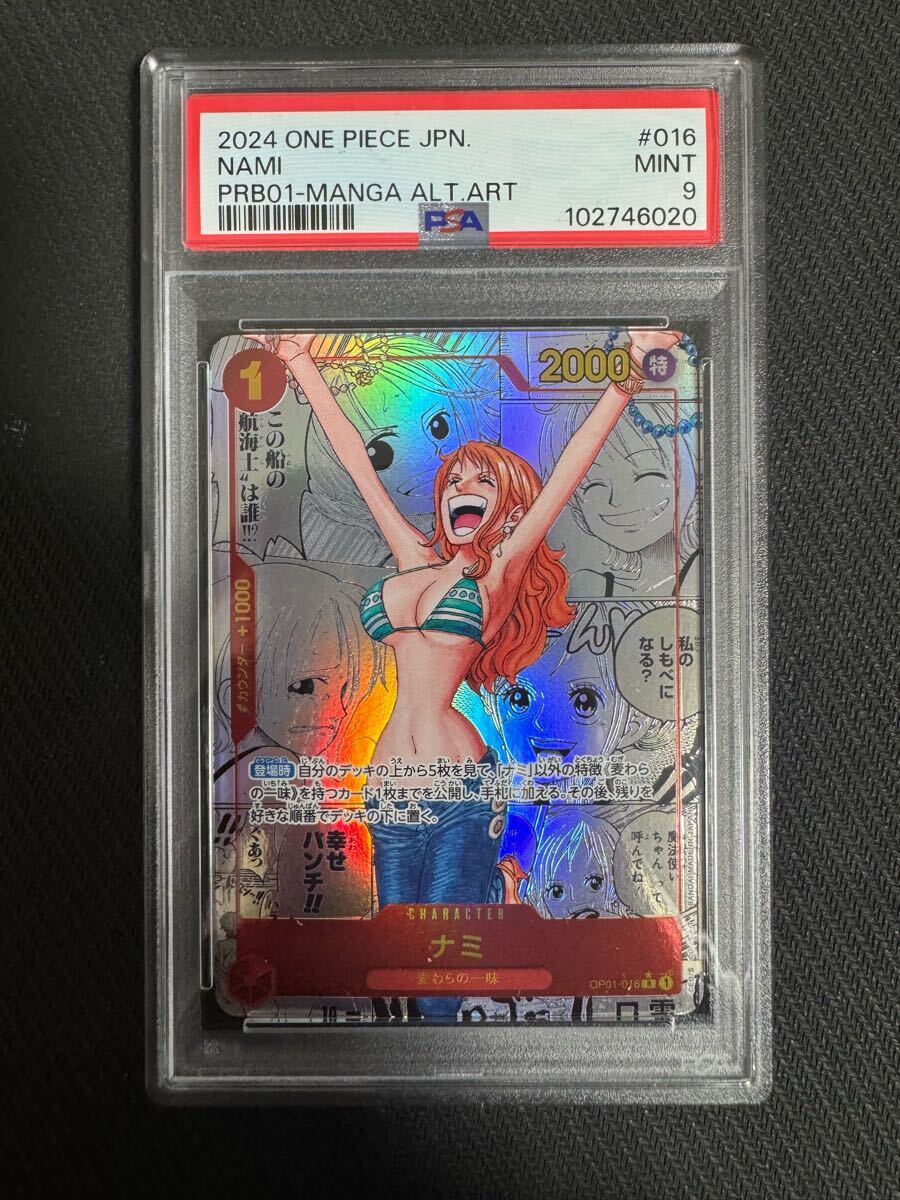 2024 ONE PIECE JPN.
#016
NAMI
MINT
PRB01-MANGA ALT.ART
9
PSA
102746020
1
2000
特
この船の
航海士〟は誰!!?
カウンター +1000
私の
しもべに
なる?
登場時 自分のデッキの上から5枚を見て、「ナミ」以外の特徴《麦わら
の一味》を持つカード1枚までを公開し、手札に加える。その後、残りを
好きな順番でデッキの下に置く。
幸せ
パンチ!!
魔法使い
ちゃんって
呼んでね
CHARACTER
ナミ
麦わらの一味
OP01-016 R 1